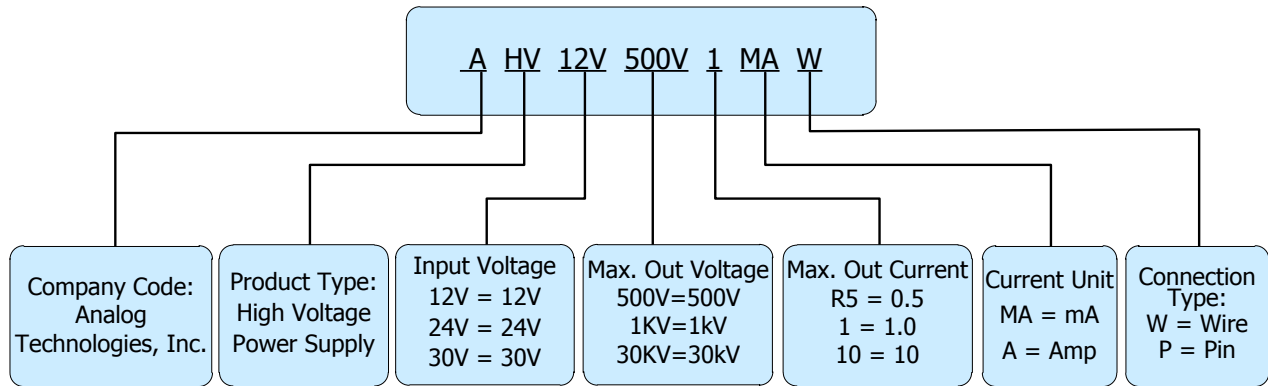 A HV 12V 500V 1 MA W
Company Code:
Analog
Technologies, Inc.
Product Type:
High Voltage
Power Supply
Input Voltage
12V = 12V
24V = 24V
30V = 30V
Max. Out Voltage
500V=500V
1KV=1kV
30KV=30kV
Max. Out Current
R5 = 0.5
1 = 1.0
10 = 10
Current Unit
MA = mA
A = Amp
Connection
Type:
W = Wire
P = Pin